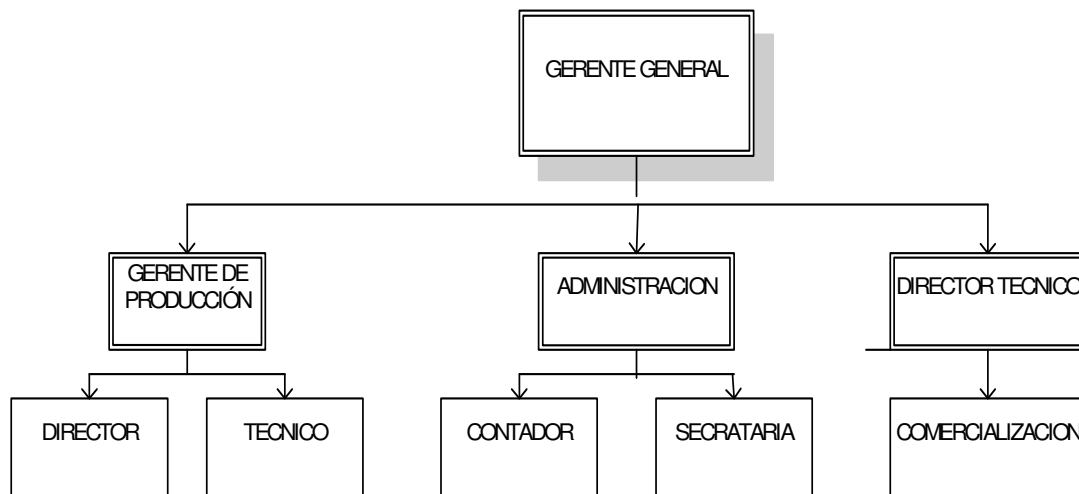 GERENTE GENERAL
GERENTE DE
PRODUCCIÓN
ADMINISTRACION
DIRECTOR TECNICO
DIRECTOR
TECNICO
CONTADOR
SECRATARIA
COMERCIALIZACION